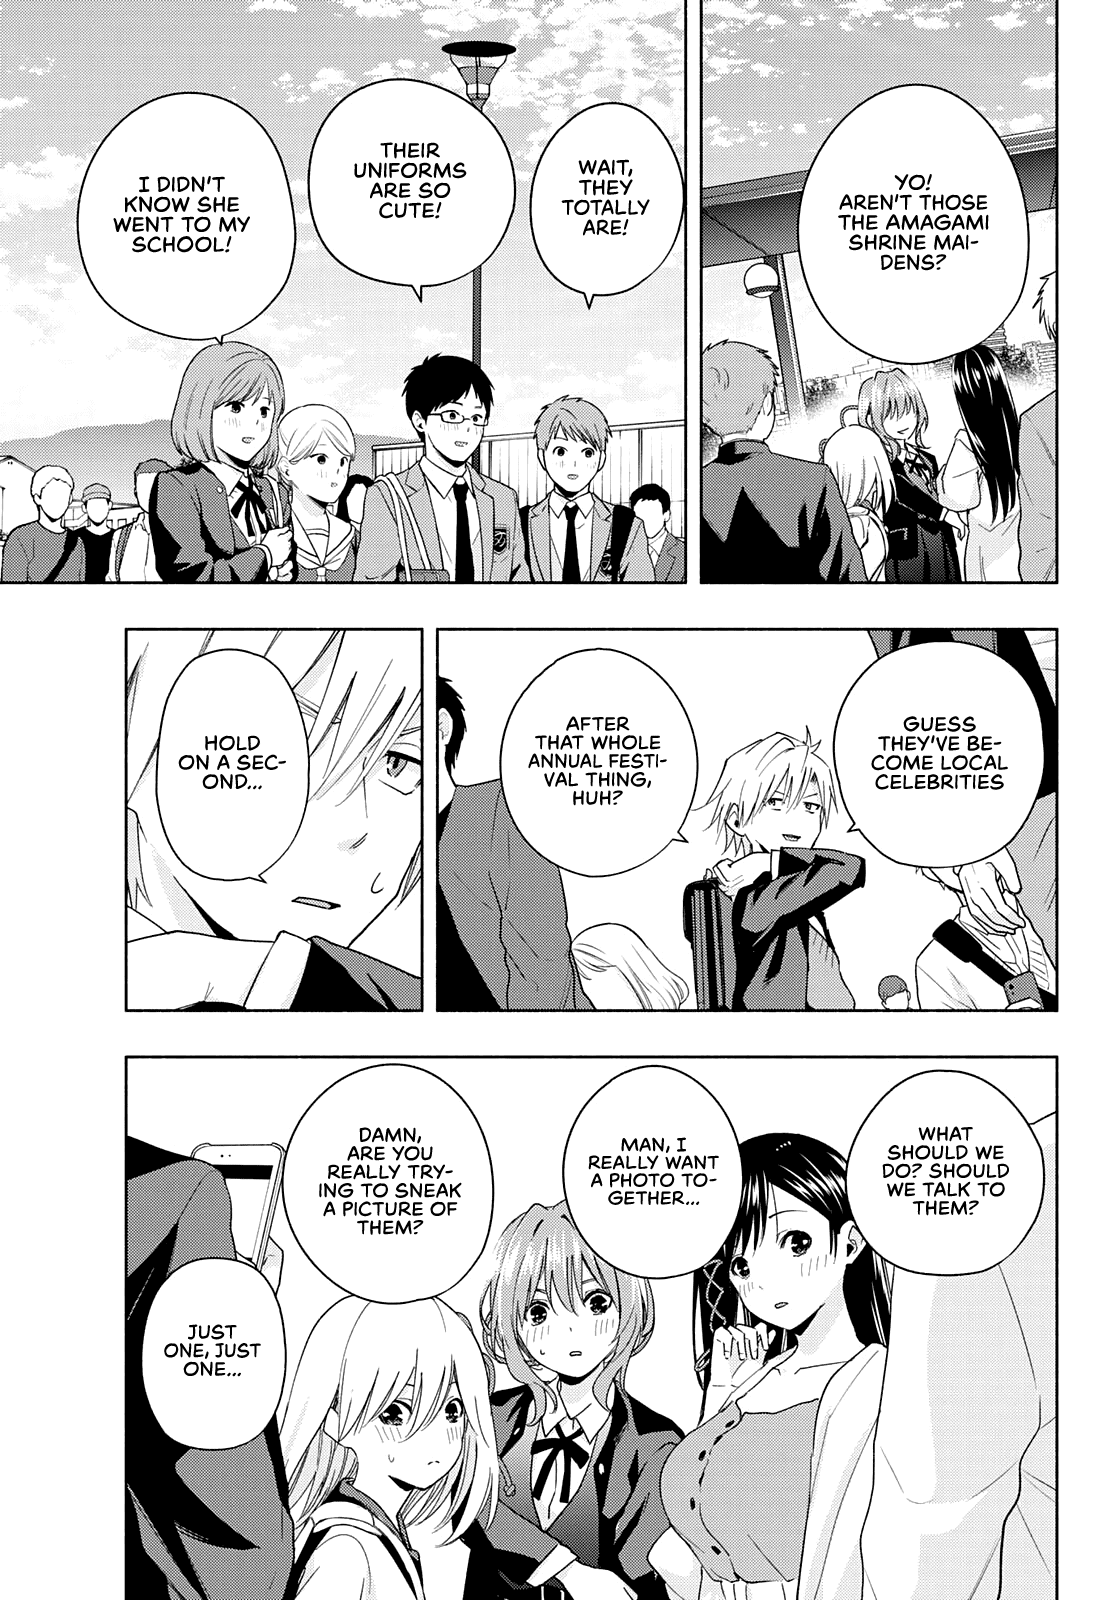 YO!
AREN'T THOSE
THE AMAGAMI
SHRINE MAI-
DENS?
WAIT,
THEY
TOTALLY
ARE!
THEIR
UNIFORMS
ARE SO
CUTE!
I DIDN'T
KNOW SHE
WENT TO MY
SCHOOL!
GUESS
THEY'VE BE-
COME LOCAL
CELEBRITIES
AFTER
THAT WHOLE
ANNUAL FESTI-
VAL THING,
HUH?
HOLD
ON A SEC-
OND...
WHAT
SHOULD WE
DO? SHOULD
WE TALK TO
THEM?
MAN, I
REALLY WANT
A PHOTO TO-
GETHER...
DAMN,
ARE YOU
REALLY TRY-
ING TO SNEAK
A PICTURE OF
THEM?
JUST
ONE, JUST
ONE...